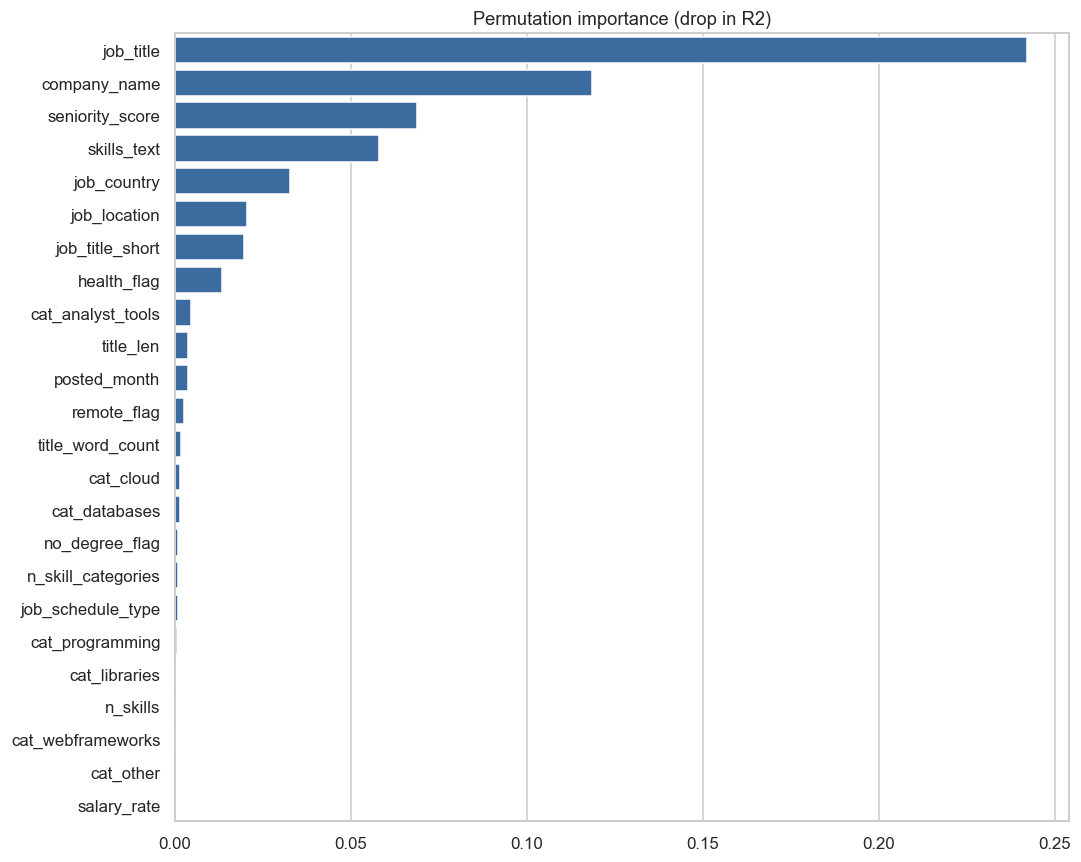 Permutation importance (drop in R2)
job_title
company_name
seniority_score
skills_text
job_country
job_location
job_title_short
health_flag
cat_analyst_tools
title_len
posted_month
remote_flag
title_word_count
cat_cloud
cat_databases
no_degree_flag
n_skill_categories
job_schedule_type
cat_programming
cat_libraries
n_skills
cat_webframeworks
cat_other
salary_rate
0.00 0.05 0.10 0.15 0.20 0.25